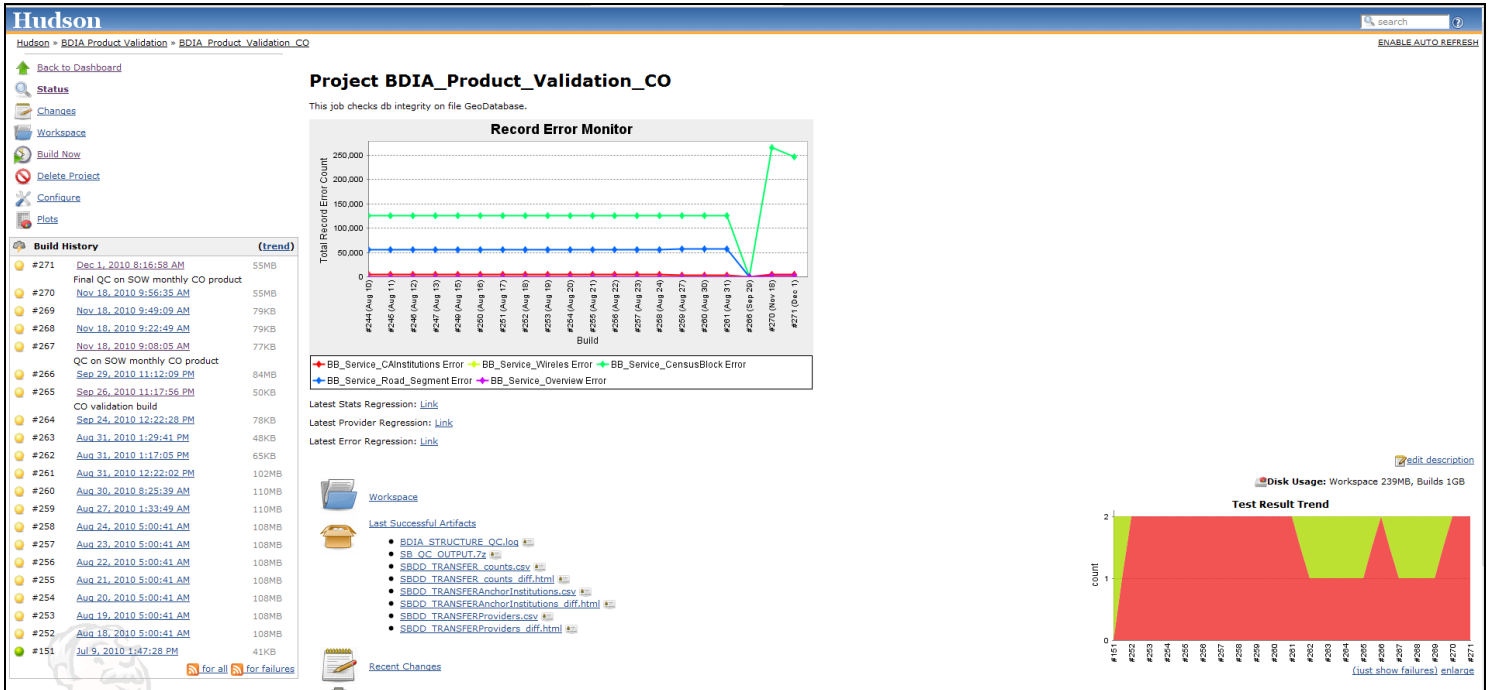 Hudson
search
Hudson » BDIA Product Validation » BDIA_Product_Validation_CO
ENABLE AUTO REFRESH
Back to Dashboard
Status
Changes
Workspace
Build Now
Delete Project
Configure
Plots
Build History (trend)
#271 Dec 1, 2010 8:16:58 AM 55MB
Final QC on SOW monthly CO product
#270 Nov 18, 2010 9:56:35 AM 55MB
#269 Nov 18, 2010 9:49:09 AM 79KB
#268 Nov 18, 2010 9:22:49 AM 79KB
#267 Nov 18, 2010 9:08:05 AM 77KB
QC on SOW monthly CO product
#266 Sep 29, 2010 11:12:09 PM 84MB
#265 Sep 26, 2010 11:17:56 PM 50KB
CO validation build
#264 Sep 24, 2010 12:22:28 PM 78KB
#263 Aug 31, 2010 1:29:41 PM 48KB
#262 Aug 31, 2010 1:17:05 PM 65KB
#261 Aug 31, 2010 12:22:02 PM 102MB
#260 Aug 30, 2010 8:25:39 AM 110MB
#259 Aug 27, 2010 1:33:49 AM 110MB
#258 Aug 24, 2010 5:00:41 AM 108MB
#257 Aug 23, 2010 5:00:41 AM 108MB
#256 Aug 22, 2010 5:00:41 AM 108MB
#255 Aug 21, 2010 5:00:41 AM 108MB
#254 Aug 20, 2010 5:00:41 AM 108MB
#253 Aug 19, 2010 5:00:41 AM 108MB
#252 Aug 18, 2010 5:00:41 AM 108MB
#151 Jul 9, 2010 1:47:28 PM 41KB
for all for failures
Project BDIA_Product_Validation_CO
This job checks db integrity on file GeoDatabase.
Record Error Monitor
Total Record Error Count
250,000
200,000
150,000
100,000
50,000
0
#244 (Aug 10)
#245 (Aug 11)
#246 (Aug 12)
#247 (Aug 13)
#249 (Aug 15)
#250 (Aug 16)
#251 (Aug 17)
#252 (Aug 18)
#253 (Aug 19)
#254 (Aug 20)
#255 (Aug 21)
#256 (Aug 22)
#257 (Aug 23)
#258 (Aug 24)
#259 (Aug 27)
#260 (Aug 31)
#261 (Aug 31)
#266 (Sep 29)
#270 (Nov 18)
#271 (Dec 1)
Build
BB_Service_CAInstitutions Error BB_Service_Wireles Error BB_Service_CensusBlock Error
BB_Service_Road_Segment Error BB_Service_Overview Error
Latest Stats Regression: Link
Latest Provider Regression: Link
Latest Error Regression: Link
Workspace
Last Successful Artifacts
BDIA_STRUCTURE_QC.log
SB_QC_OUTPUT.7z
SBDD_TRANSFER_counts.csv
SBDD_TRANSFER_counts_diff.html
SBDD_TRANSFERAnchorInstitutions.csv
SBDD_TRANSFERAnchorInstitutions_diff.html
SBDD_TRANSFERProviders.csv
SBDD_TRANSFERProviders_diff.html
Recent Changes
edit description
Disk Usage: Workspace 239MB, Builds 1GB
Test Result Trend
count
2
1
0
#151
#252
#253
#254
#255
#256
#257
#258
#259
#260
#261
#262
#263
#264
#265
#266
#267
#268
#269
#270
#271
(just show failures) enlarge